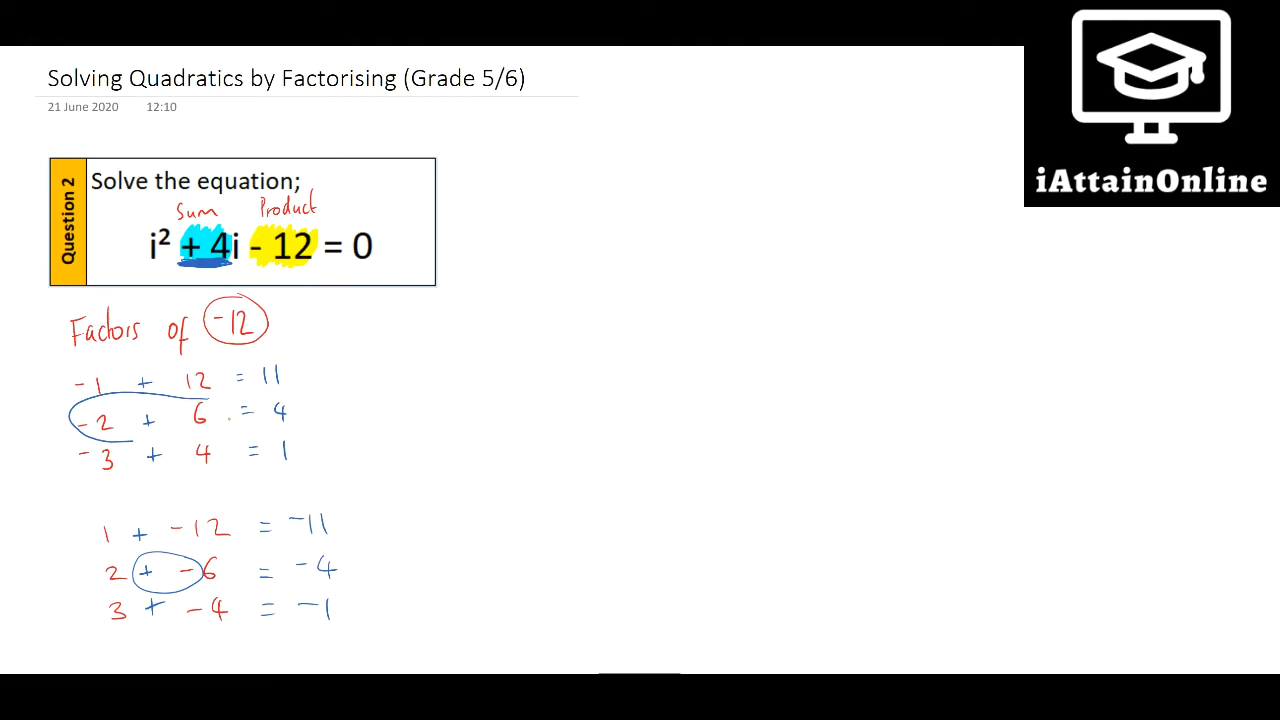 Solving Quadratics by Factorising (Grade 5/6)
21 June 2020 12:10
iAttainOnline
Question 2
Solve the equation;
Sum Product
i² + 4i - 12 = 0
Factors of -12
-1 + 12 = 11
-2 + 6 = 4
-3 + 4 = 1
1 + -12 = -11
2 + -6 = -4
3 + -4 = -1